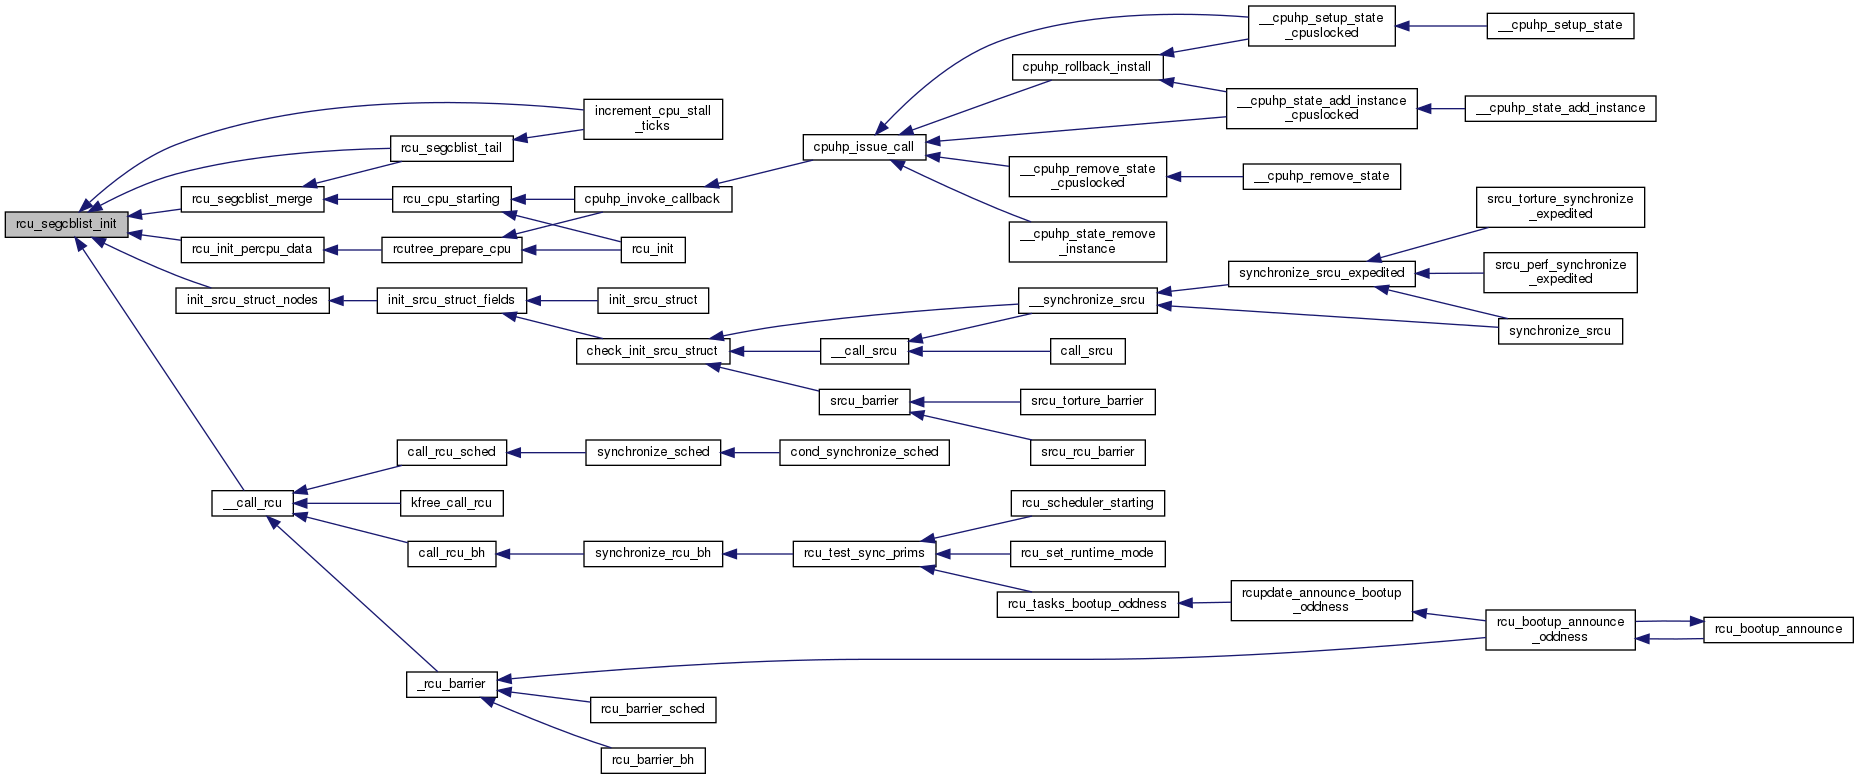 __cpuhp_setup_state
_cpuslocked
__cpuhp_setup_state
cpuhp_rollback_install
increment_cpu_stall
_ticks
__cpuhp_state_add_instance
_cpuslocked
__cpuhp_state_add_instance
rcu_segcblist_tail
cpuhp_issue_call
__cpuhp_remove_state
_cpuslocked
__cpuhp_remove_state
rcu_segcblist_merge
rcu_cpu_starting
cpuhp_invoke_callback
srcu_torture_synchronize
_expedited
rcu_segcblist_init
rcu_init_percpu_data
rcutree_prepare_cpu
rcu_init
__cpuhp_state_remove
_instance
synchronize_srcu_expedited
srcu_perf_synchronize
_expedited
init_srcu_struct_nodes
init_srcu_struct_fields
init_srcu_struct
__synchronize_srcu
synchronize_srcu
check_init_srcu_struct
__call_srcu
call_srcu
srcu_barrier
srcu_torture_barrier
call_rcu_sched
synchronize_sched
cond_synchronize_sched
srcu_rcu_barrier
__call_rcu
kfree_call_rcu
rcu_scheduler_starting
call_rcu_bh
synchronize_rcu_bh
rcu_test_sync_prims
rcu_set_runtime_mode
rcu_tasks_bootup_oddness
rcupdate_announce_bootup
_oddness
rcu_bootup_announce
_oddness
rcu_bootup_announce
_rcu_barrier
rcu_barrier_sched
rcu_barrier_bh